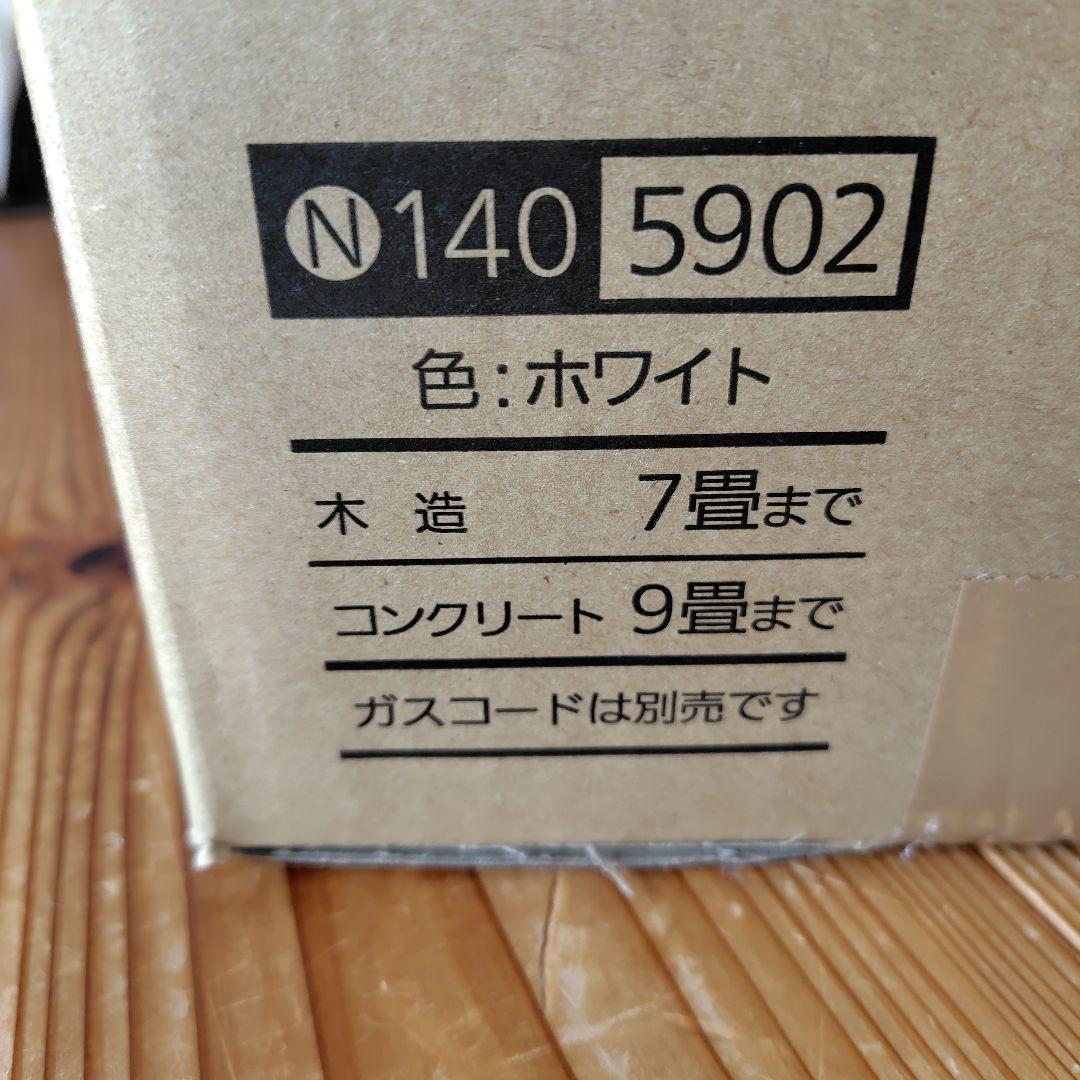 Ⓝ140 5902
色:ホワイト
木 造 7畳まで
コンクリート 9畳まで
ガスコードは別売です